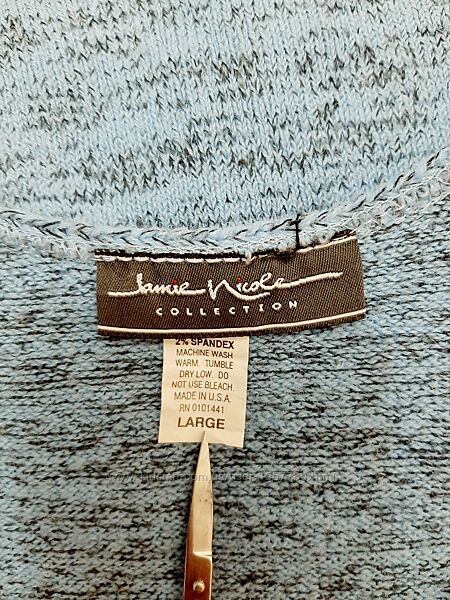 Jamie Nicole
COLLECTION
2% SPANDEX
MACHINE WASH
WARM. TUMBLE
DRY LOW. DO
NOT USE BLEACH.
MADE IN U.S.A.
RN 0101441
LARGE